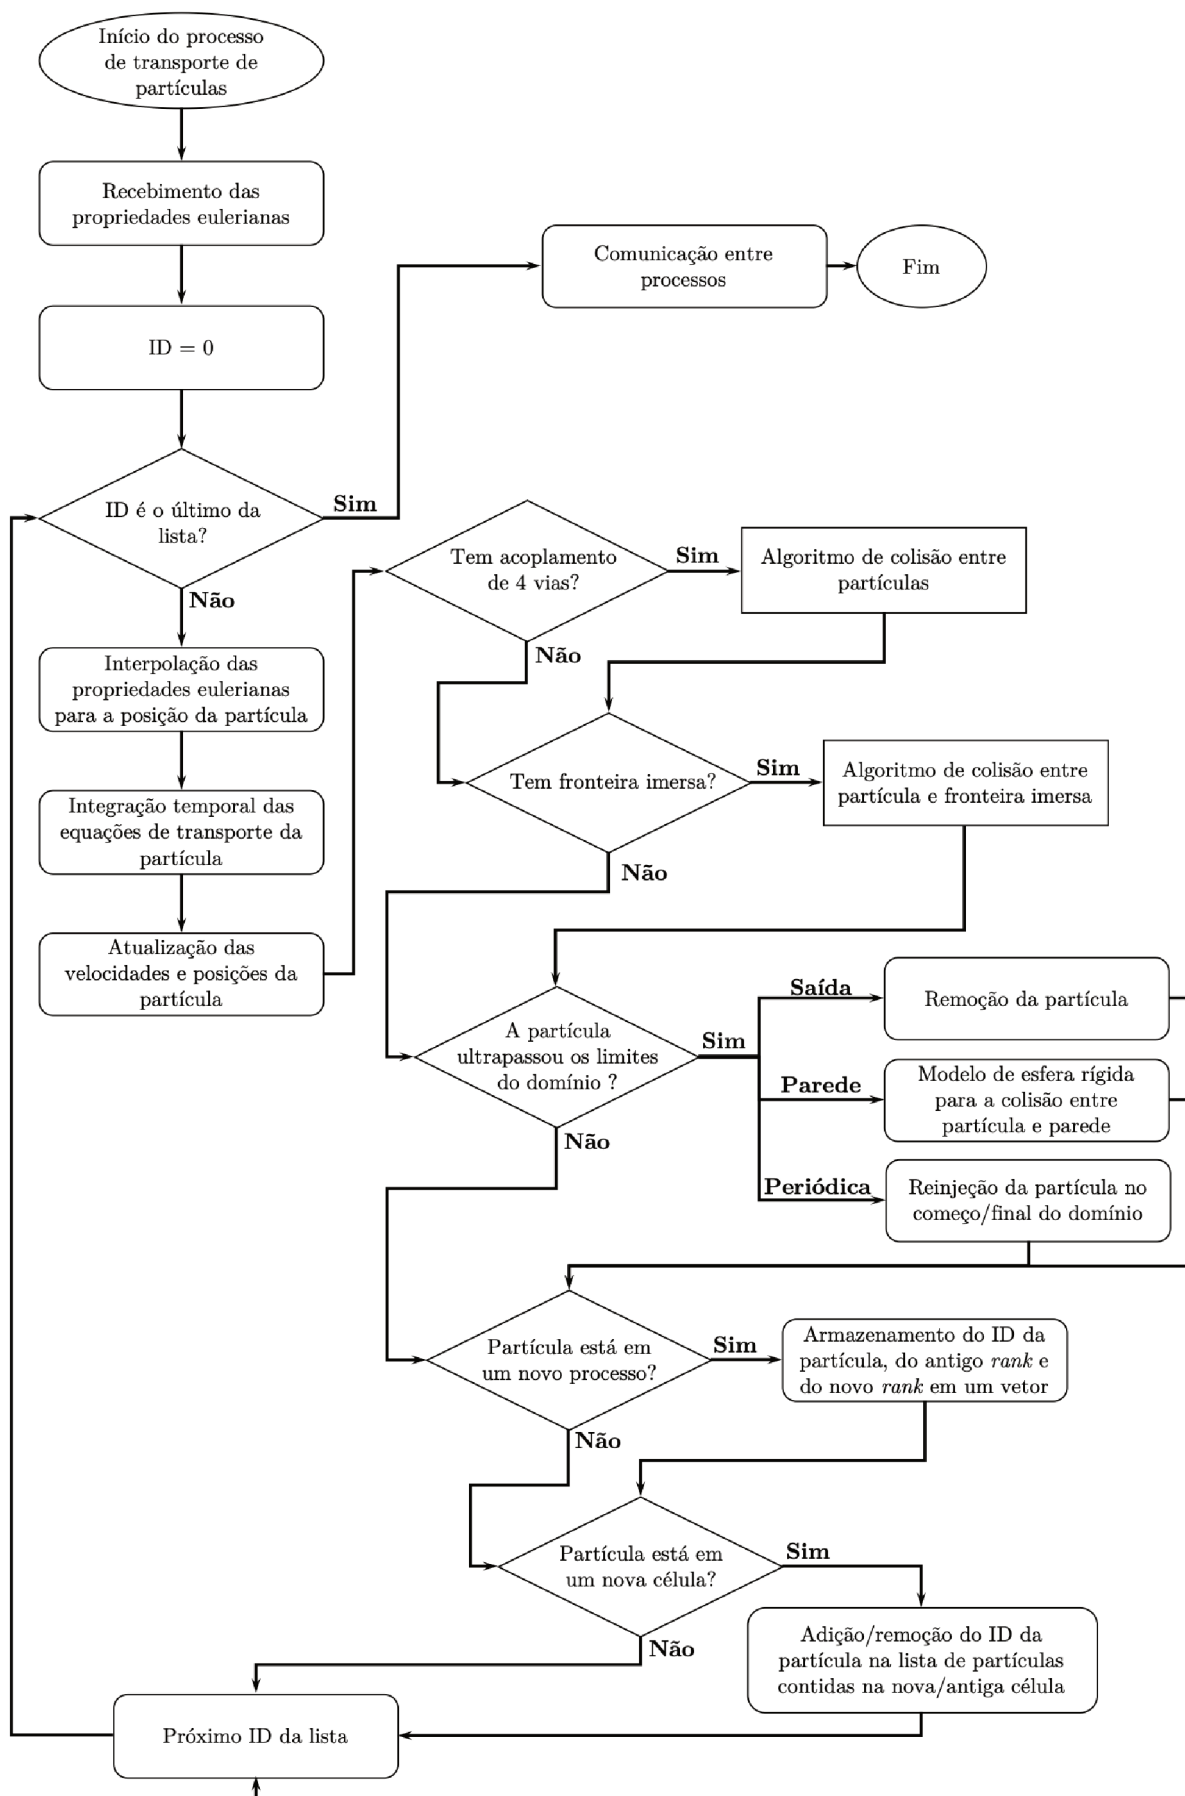 Início do processo
de transporte de
partículas
Recebimento das
propriedades eulerianas
Comunicação entre
processos
Fim
ID = 0
ID é o último da
lista?
Sim
Não
Tem acoplamento
de 4 vias?
Sim
Algoritmo de colisão entre
partículas
Não
Interpolação das
propriedades eulerianas
para a posição da partícula
Tem fronteira imersa?
Sim
Algoritmo de colisão entre
partícula e fronteira imersa
Não
Integração temporal das
equações de transporte da
partícula
Atualização das
velocidades e posições da
partícula
A partícula
ultrapassou os limites
do domínio ?
Sim
Saída
Remoção da partícula
Parede
Modelo de esfera rígida
para a colisão entre
partícula e parede
Não
Periódica
Reinjeção da partícula no
começo/final do domínio
Partícula está em
um novo processo?
Sim
Armazenamento do ID da
partícula, do antigo rank e
do novo rank em um vetor
Não
Partícula está em
um nova célula?
Sim
Adição/remoção do ID da
partícula na lista de partículas
contidas na nova/antiga célula
Não
Próximo ID da lista